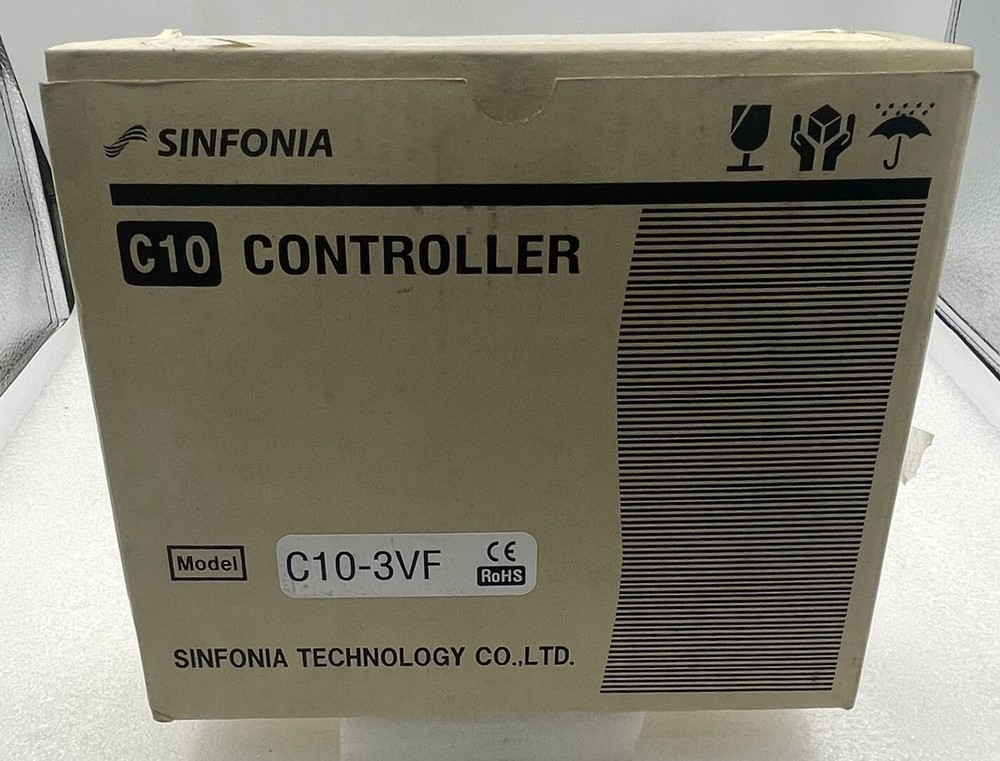 SINFONIA
C10 CONTROLLER
Model C10-3VF CE
RoHS
SINFONIA TECHNOLOGY CO.,LTD.